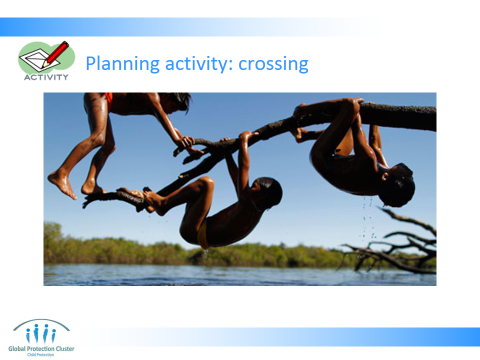 ACTIVITY
Planning activity: crossing
Global Protection Cluster
Child Protection